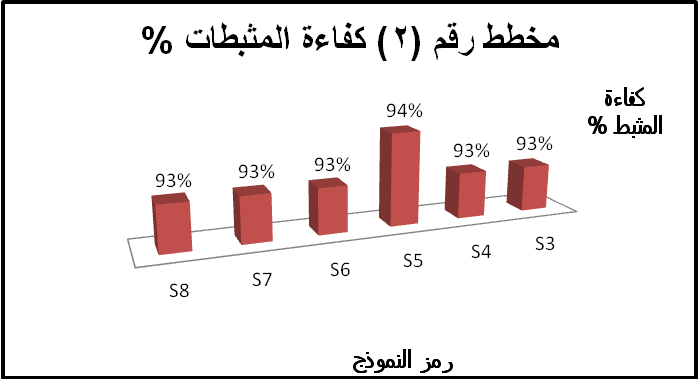 مخطط رقم (٢) كفاءة المثبطات %
كفاءة
المثبط %
94%
93% 93% 93% 93% 93%
S8 S7 S6 S5 S4 S3
رمز النموذج